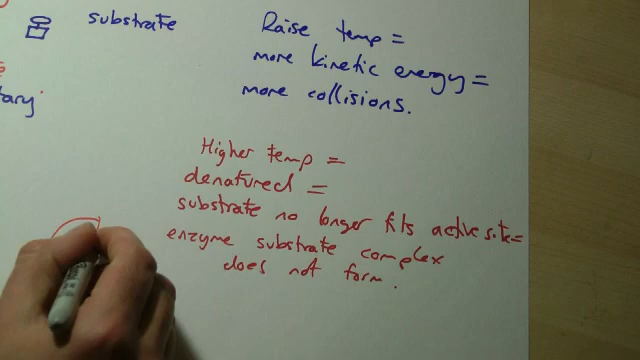 substrate
Raise temp =
more kinetic energy =
more collisions.
tary
Higher temp =
denatured =
substrate no longer fits active site =
enzyme substrate complex
does not form.